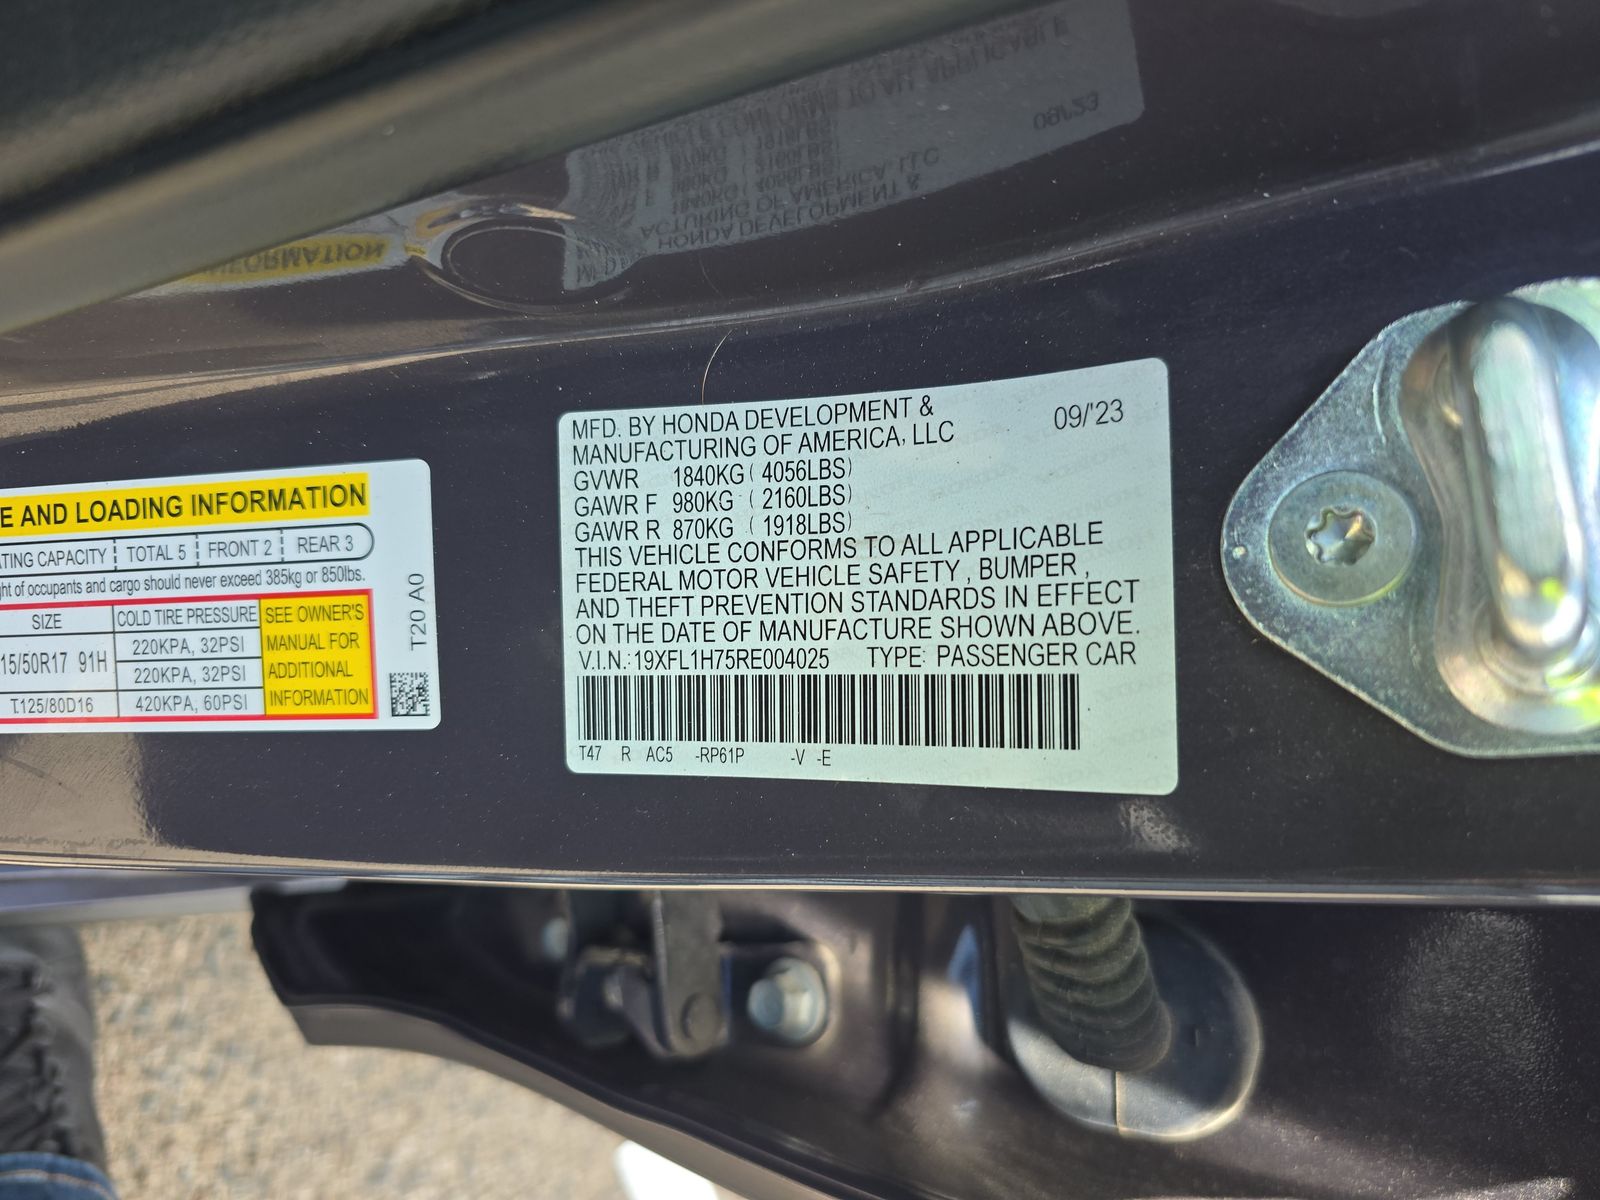 E AND LOADING INFORMATION
ATING CAPACITY TOTAL 5 FRONT 2 REAR 3
ht of occupants and cargo should never exceed 385kg or 850lbs.
SIZE COLD TIRE PRESSURE SEE OWNER'S
MANUAL FOR
ADDITIONAL
INFORMATION
15/50R17 91H 220KPA, 32PSI
220KPA, 32PSI
T125/80D16 420KPA, 60PSI
T20 A0
MFD. BY HONDA DEVELOPMENT & 09/'23
MANUFACTURING OF AMERICA, LLC
GVWR 1840KG ( 4056LBS)
GAWR F 980KG ( 2160LBS)
GAWR R 870KG ( 1918LBS)
THIS VEHICLE CONFORMS TO ALL APPLICABLE
FEDERAL MOTOR VEHICLE SAFETY , BUMPER ,
AND THEFT PREVENTION STANDARDS IN EFFECT
ON THE DATE OF MANUFACTURE SHOWN ABOVE.
V.I.N.: 19XFL1H75RE004025 TYPE: PASSENGER CAR
T47 R AC5 -RP61P -V -E